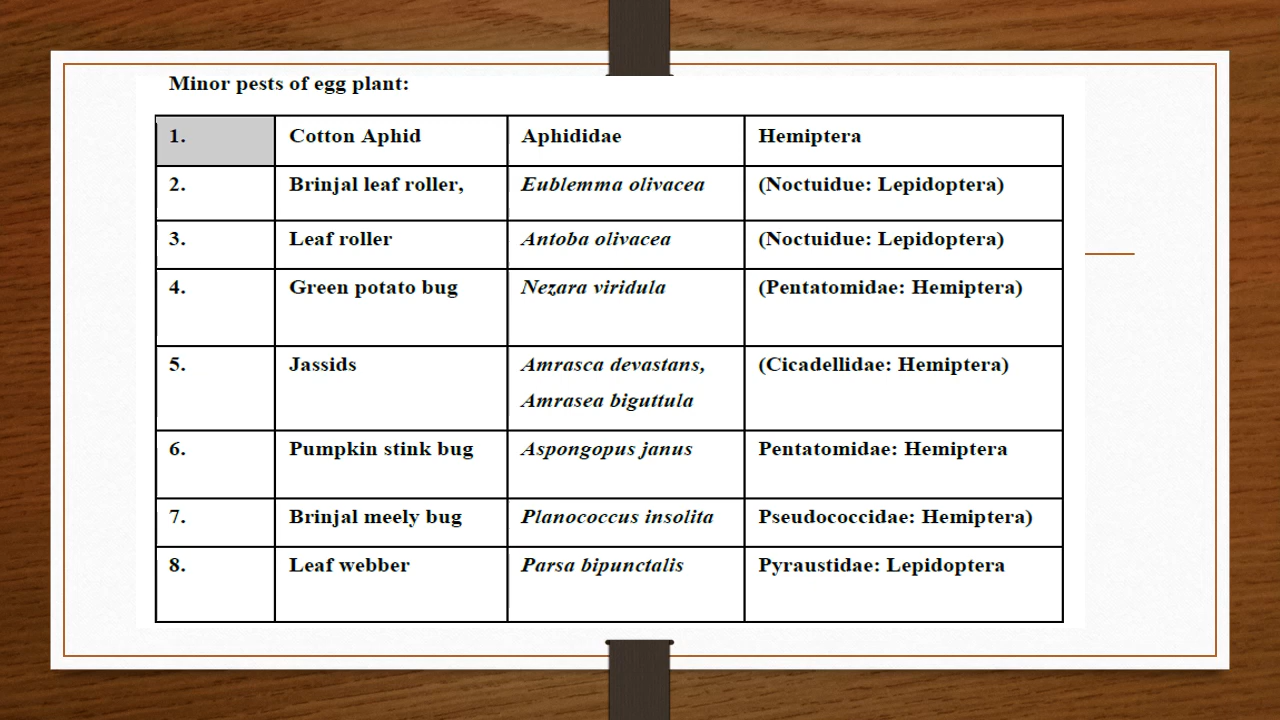 Minor pests of egg plant:
1. Cotton Aphid Aphididae Hemiptera
2. Brinjal leaf roller, Eublemma olivacea (Noctuidue: Lepidoptera)
3. Leaf roller Antoba olivacea (Noctuidue: Lepidoptera)
4. Green potato bug Nezara viridula (Pentatomidae: Hemiptera)
5. Jassids Amrasca devastans, (Cicadellidae: Hemiptera)
Amrasea biguttula
6. Pumpkin stink bug Aspongopus janus Pentatomidae: Hemiptera
7. Brinjal meely bug Planococcus insolita Pseudococcidae: Hemiptera)
8. Leaf webber Parsa bipunctalis Pyraustidae: Lepidoptera